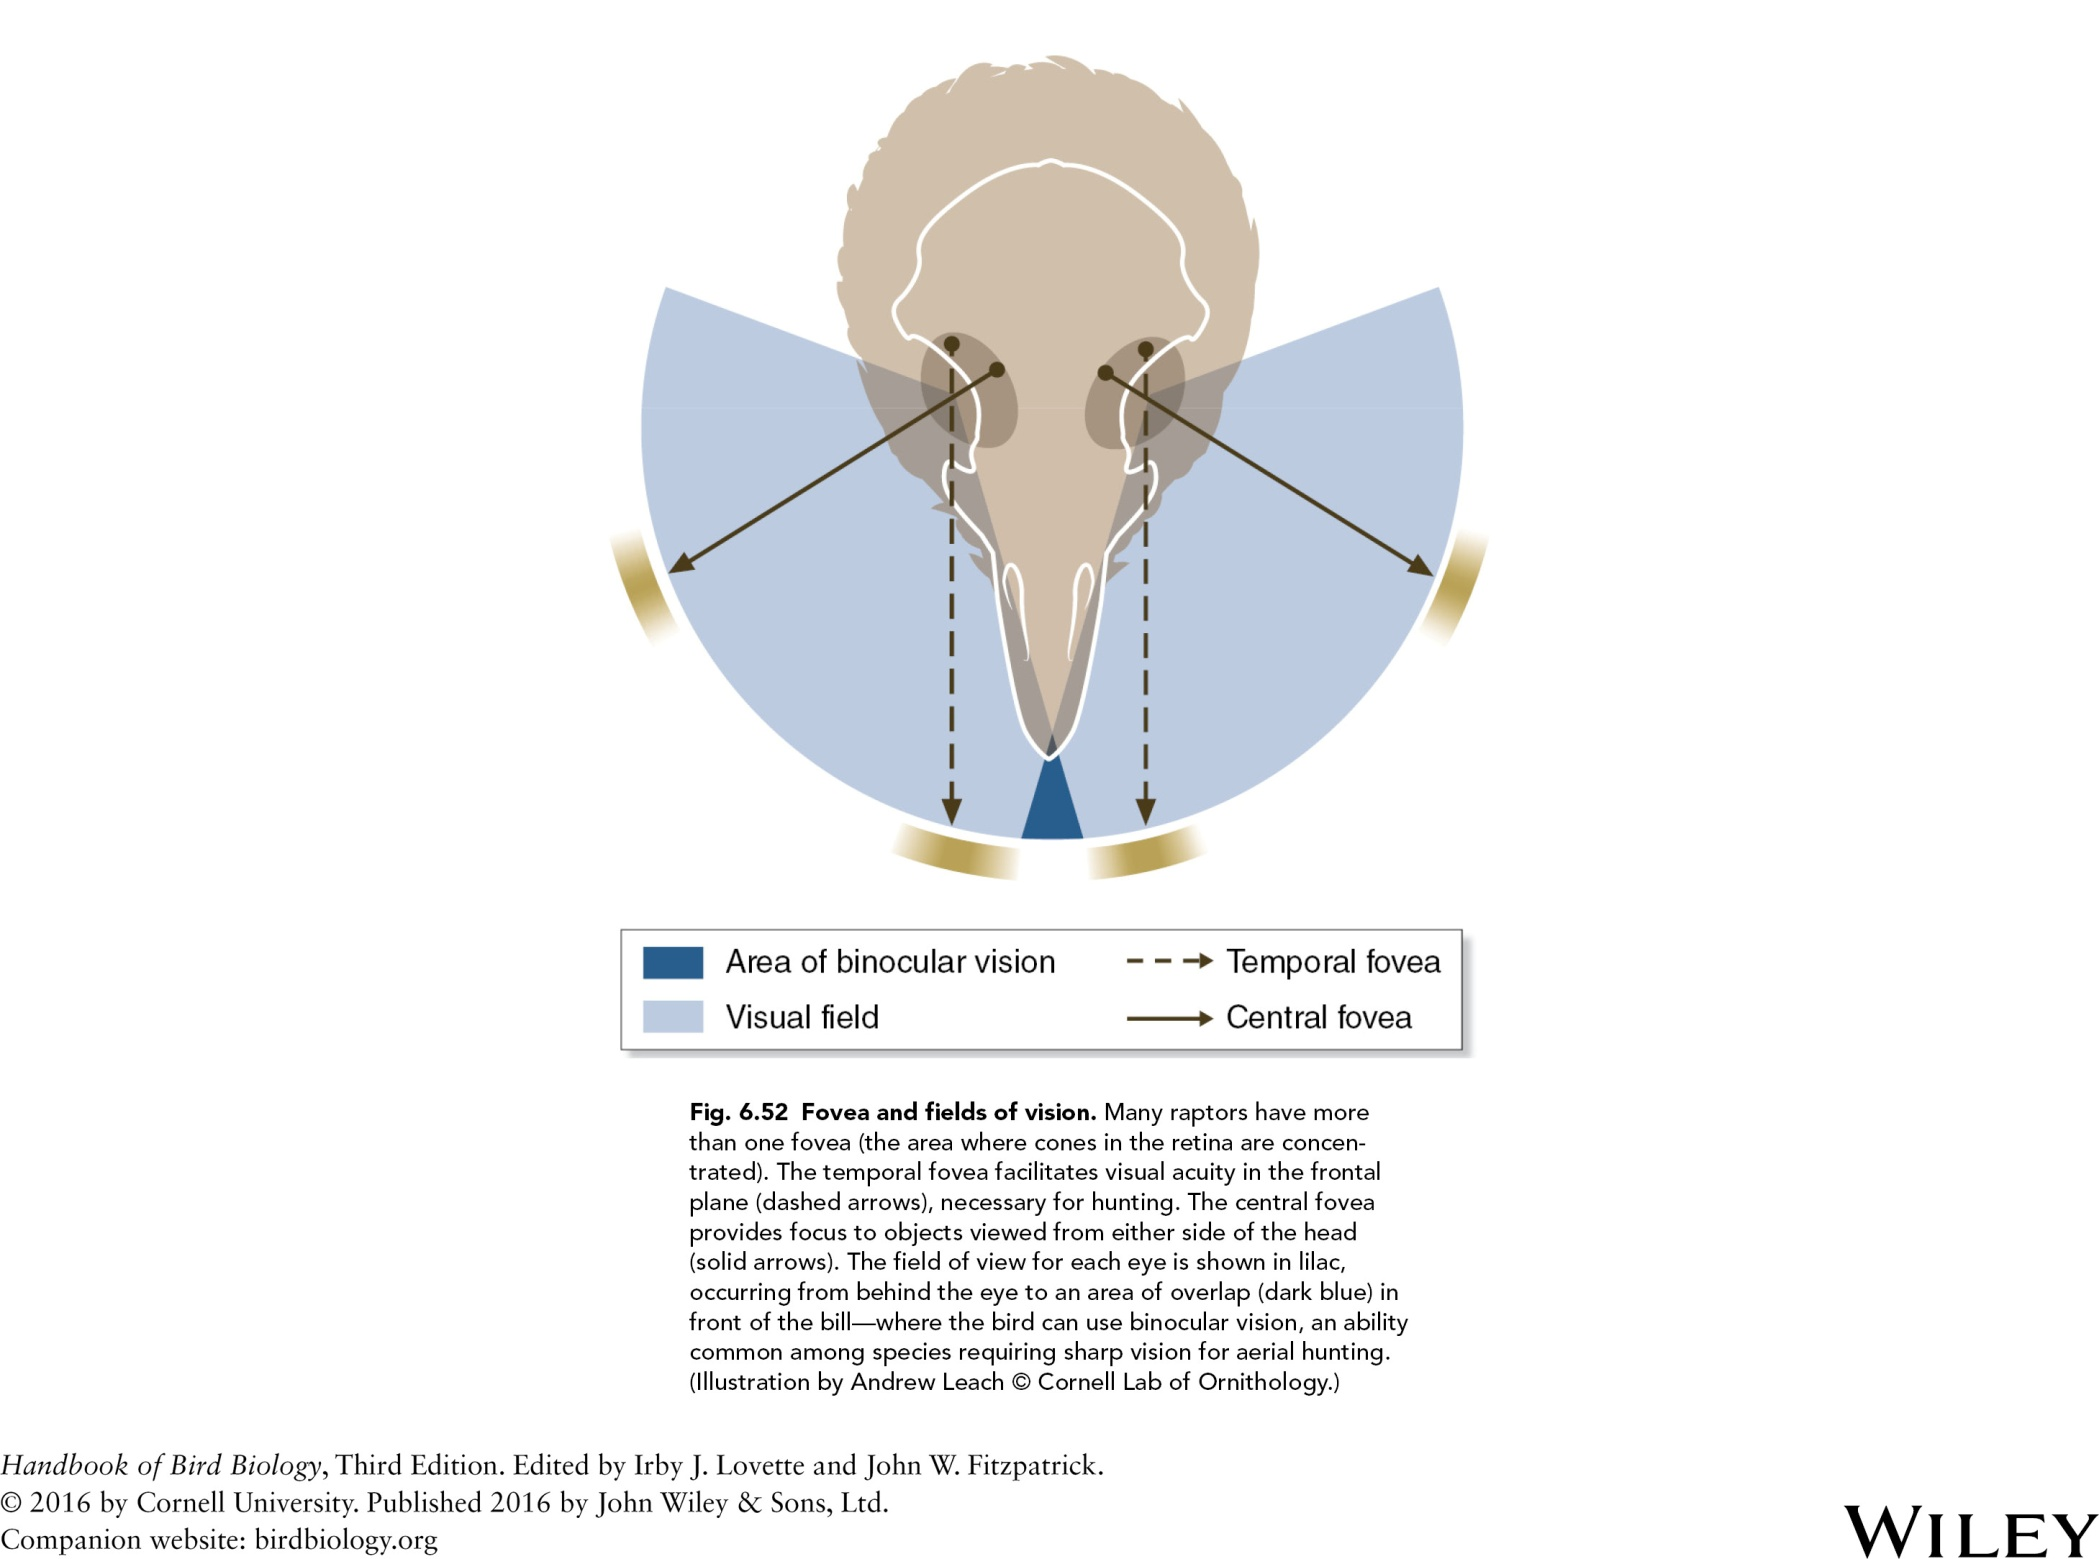 Area of binocular vision
Temporal fovea
Visual field
Central fovea
Fig. 6.52 Fovea and fields of vision. Many raptors have more
than one fovea (the area where cones in the retina are concen-
trated). The temporal fovea facilitates visual acuity in the frontal
plane (dashed arrows), necessary for hunting. The central fovea
provides focus to objects viewed from either side of the head
(solid arrows). The field of view for each eye is shown in lilac,
occurring from behind the eye to an area of overlap (dark blue) in
front of the bill—where the bird can use binocular vision, an ability
common among species requiring sharp vision for aerial hunting.
(Illustration by Andrew Leach © Cornell Lab of Ornithology.)
Handbook of Bird Biology, Third Edition. Edited by Irby J. Lovette and John W. Fitzpatrick.
© 2016 by Cornell University. Published 2016 by John Wiley & Sons, Ltd.
Companion website: birdbiology.org
WILEY